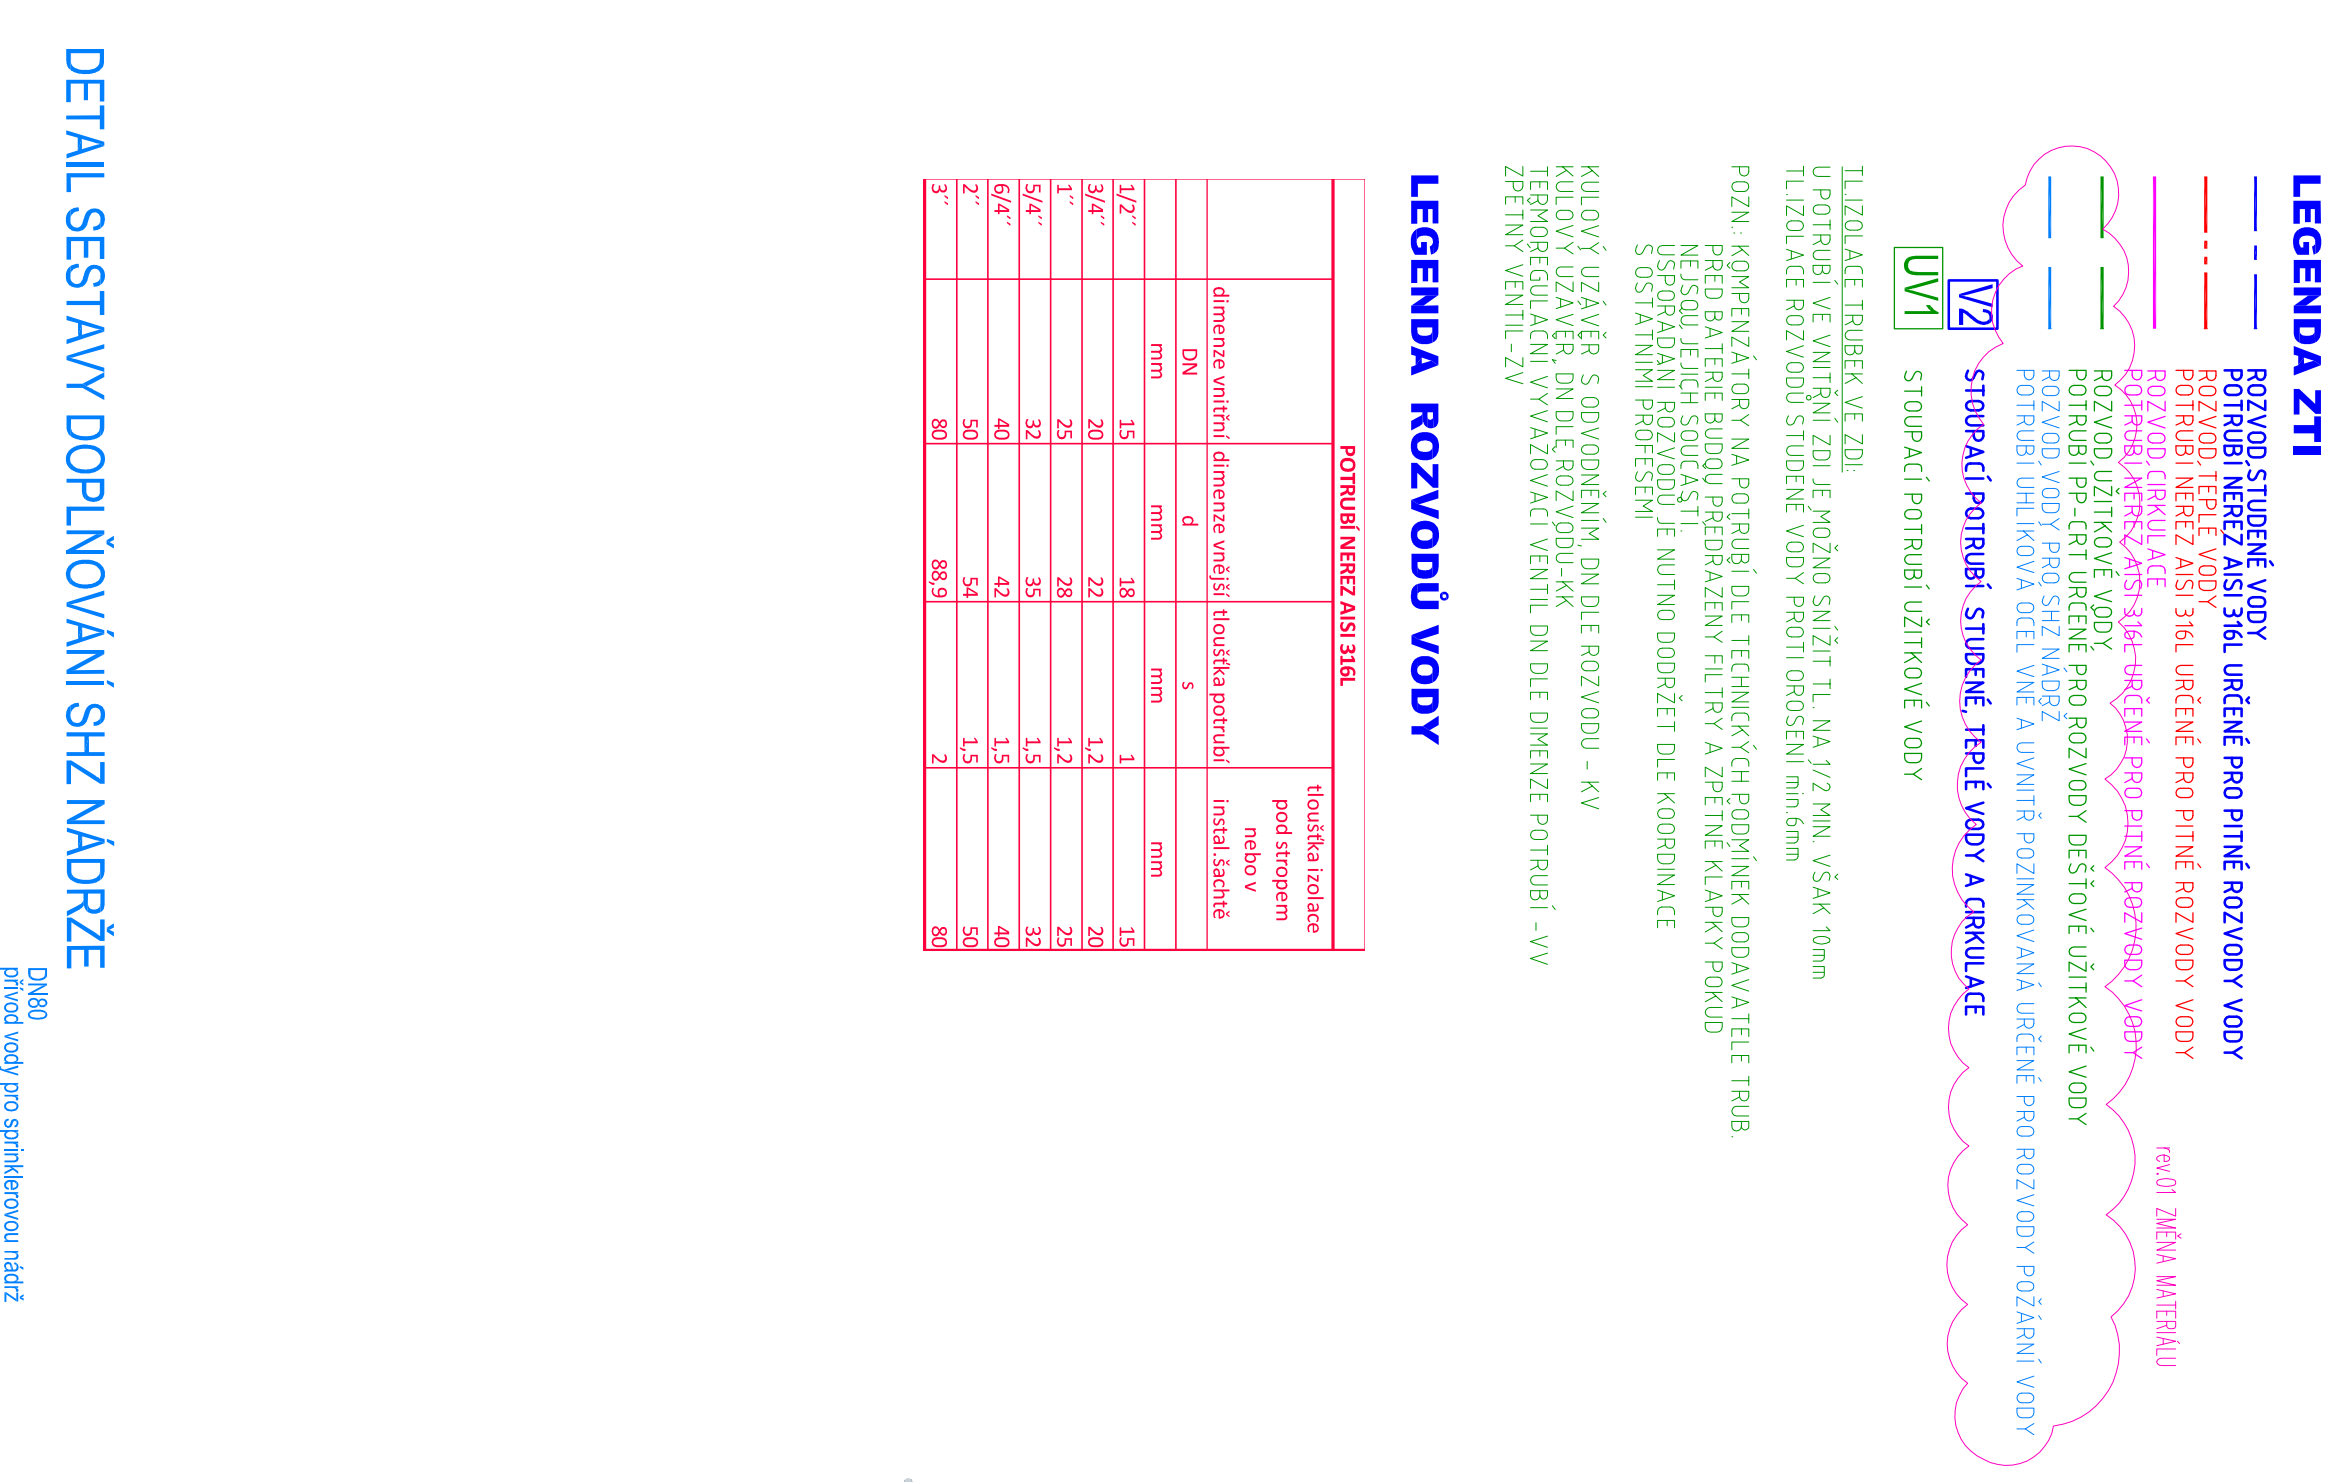 LEGENDA ZTI
ROZVOD STUDENÉ VODY
POTRUBÍ NEREZ AISI 316L URČENÉ PRO PITNÉ ROZVODY VODY
ROZVOD TEPLÉ VODY
POTRUBÍ NEREZ AISI 316L URČENÉ PRO PITNÉ ROZVODY VODY
ROZVOD CIRKULACE
POTRUBÍ NEREZ AISI 316L URČENÉ PRO PITNÉ ROZVODY VODY
rev.01 ZMĚNA MATERIÁLU
ROZVOD UŽITKOVÉ VODY
POTRUBÍ PP-CRT URČENÉ PRO ROZVODY DEŠŤOVÉ UŽITKOVÉ VODY
ROZVOD VODY PRO SHZ NÁDRŽ
POTRUBÍ UHLÍKOVÁ OCEL VNĚ A UVNITŘ POZINKOVANÁ URČENÉ PRO ROZVODY POŽÁRNÍ VODY
V2 STOUPACÍ POTRUBÍ STUDENÉ, TEPLÉ VODY A CIRKULACE
UV1 STOUPACÍ POTRUBÍ UŽITKOVÉ VODY
TL.IZOLACE TRUBEK VE ZDI:
U POTRUBÍ VE VNITŘNÍ ZDI JE MOŽNO SNÍŽIT TL. NA 1/2 MIN. VŠAK 10mm
TL.IZOLACE ROZVODŮ STUDENÉ VODY PROTI OROSENÍ min.6mm
POZN.: KOMPENZÁTORY NA POTRUBÍ DLE TECHNICKÝCH PODMÍNEK DODAVATELE TRUB.
PŘED BATERIE BUDOU PŘEDŘAZENY FILTRY A ZPĚTNÉ KLAPKY POKUD
NEJSOU JEJICH SOUČÁSTÍ.
USPOŘÁDÁNÍ ROZVODŮ JE NUTNO DODRŽET DLE KOORDINACE
S OSTATNÍMI PROFESEMI
KULOVÝ UZÁVĚR S ODVODNĚNÍM, DN DLE ROZVODU - KV
KULOVÝ UZÁVĚR, DN DLE ROZVODU-KK
TERMOREGULAČNÍ VYVAŽOVACÍ VENTIL DN DLE DIMENZE POTRUBÍ - VV
ZPĚTNÝ VENTIL-ZV
LEGENDA ROZVODŮ VODY
POTRUBÍ NEREZ AISI 316L
dimenze vnitřní dimenze vnější tloušťka potrubí tloušťka izolace
pod stropem
nebo v
instal.šachtě
DN d s
mm mm mm mm
1/2´´ 15 18 1 15
3/4´´ 20 22 1,2 20
1´´ 25 28 1,2 25
5/4´´ 32 35 1,5 32
6/4´´ 40 42 1,5 40
2´´ 50 54 1,5 50
3´´ 80 88,9 2 80
DETAIL SESTAVY DOPLŇOVÁNÍ SHZ NÁDRŽE
DN80
přívod vody pro sprinklerovou nádrž